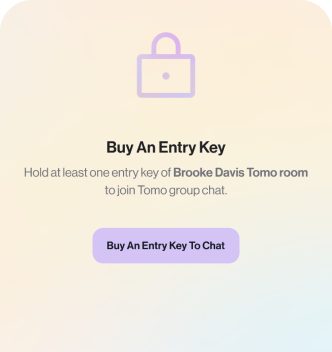 Buy An Entry Key
Hold at least one entry key of Brooke Davis Tomo room
to join Tomo group chat.
Buy An Entry Key To Chat